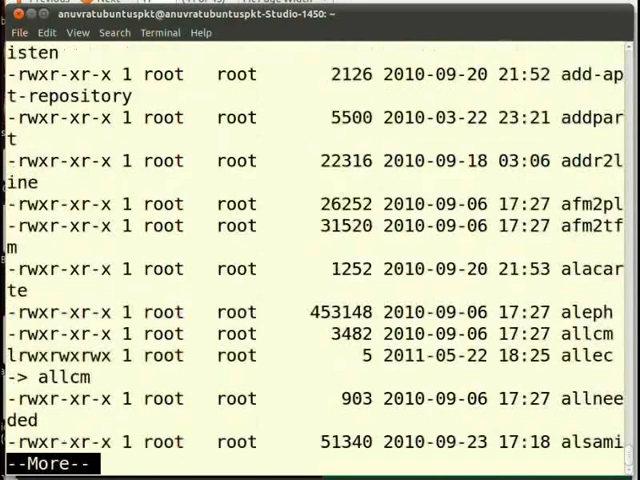 anuvratubuntuspkt@anuvratubuntuspkt-Studio-1450: ~
File Edit View Search Terminal Help
isten
-rwxr-xr-x 1 root   root        2126 2010-09-20 21:52 add-ap
t-repository
-rwxr-xr-x 1 root   root        5500 2010-03-22 23:21 addpar
t
-rwxr-xr-x 1 root   root       22316 2010-09-18 03:06 addr2l
ine
-rwxr-xr-x 1 root   root       26252 2010-09-06 17:27 afm2pl
-rwxr-xr-x 1 root   root       31520 2010-09-06 17:27 afm2tf
m
-rwxr-xr-x 1 root   root        1252 2010-09-20 21:53 alacar
te
-rwxr-xr-x 1 root   root      453148 2010-09-06 17:27 aleph
-rwxr-xr-x 1 root   root        3482 2010-09-06 17:27 allcm
lrwxrwxrwx 1 root   root           5 2011-05-22 18:25 allec
-> allcm
-rwxr-xr-x 1 root   root         903 2010-09-06 17:27 allnee
ded
-rwxr-xr-x 1 root   root       51340 2010-09-23 17:18 alsami
--More--